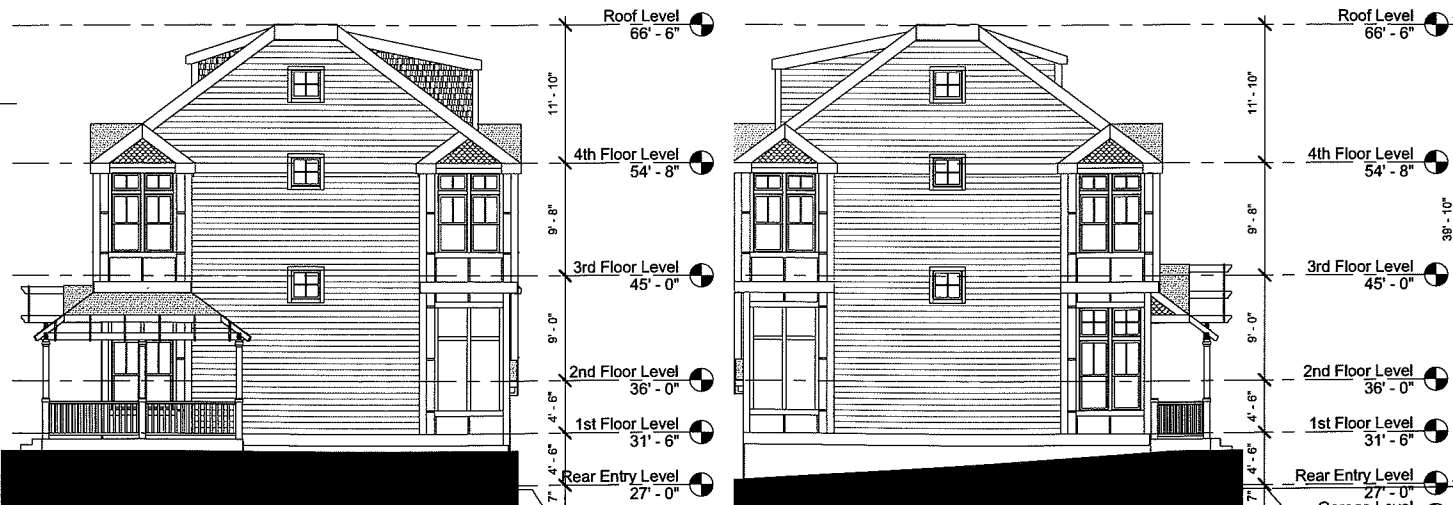 Roof Level
66' - 6"
11' - 10"
4th Floor Level
54' - 8"
9' - 8"
3rd Floor Level
45' - 0"
9' - 0"
2nd Floor Level
36' - 0"
4' - 6"
1st Floor Level
31' - 6"
4' - 6"
Rear Entry Level
27' - 0"
7"
Roof Level
66' - 6"
11' - 10"
4th Floor Level
54' - 8"
39' - 10"
9' - 8"
3rd Floor Level
45' - 0"
9' - 0"
2nd Floor Level
36' - 0"
4' - 6"
1st Floor Level
31' - 6"
4' - 6"
Rear Entry Level
27' - 0"
7"